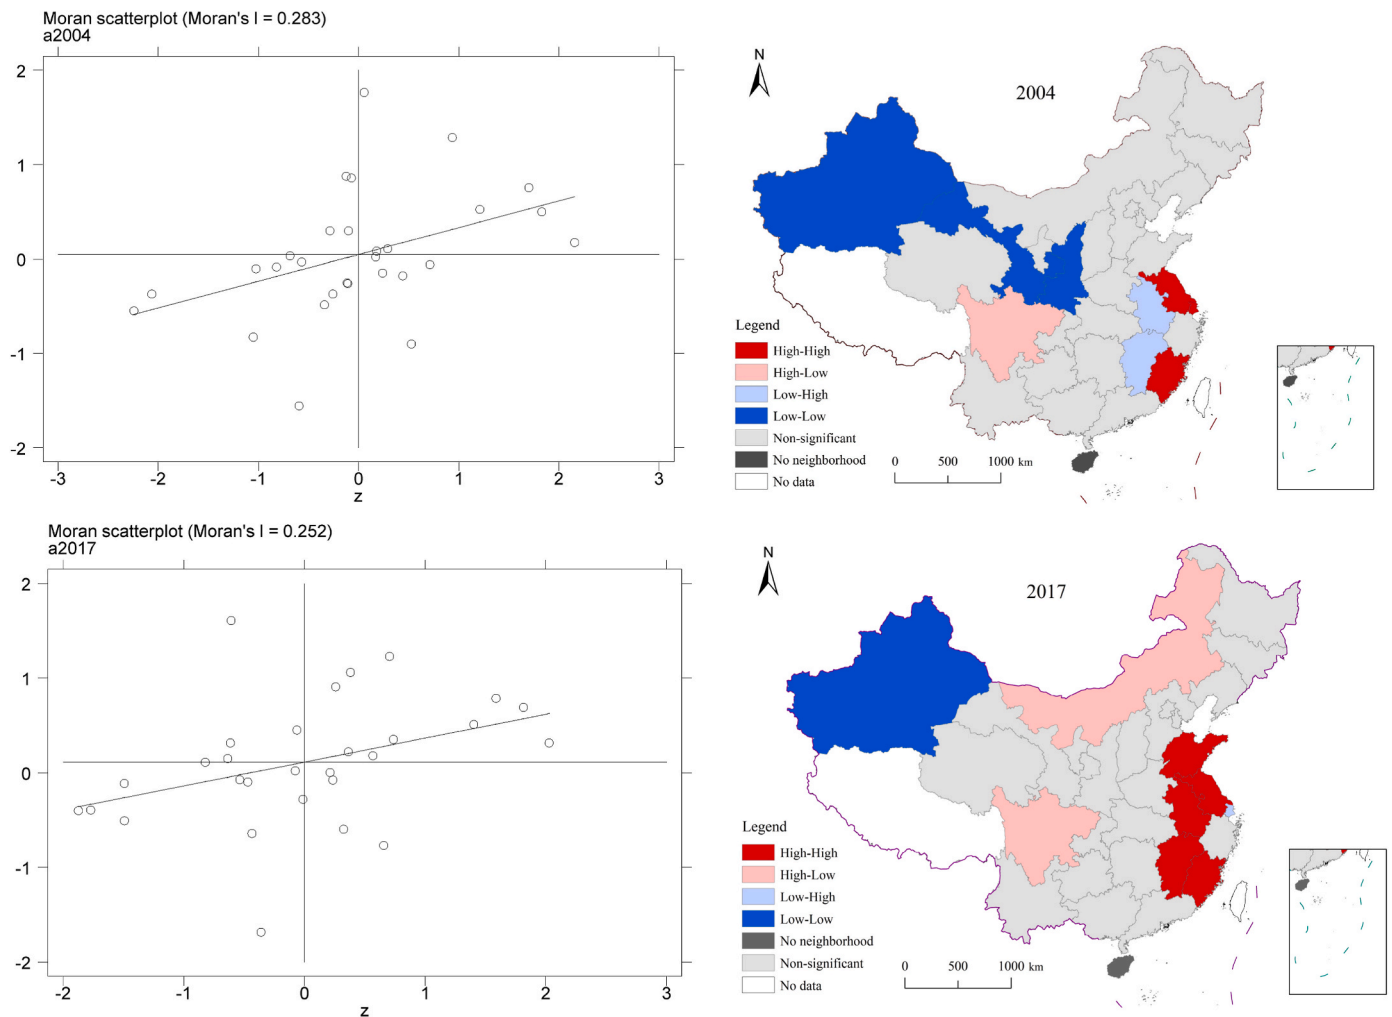 Moran scatterplot (Moran's I = 0.283)
a2004
2
1
0
-1
-2
-3
-2
-1
0
1
2
3
z
N
2004
Legend
High-High
High-Low
Low-High
Low-Low
Non-significant
No neighborhood
No data
0 500 1000 km
Moran scatterplot (Moran's I = 0.252)
a2017
2
1
0
-1
-2
-2
-1
0
1
2
3
z
N
2017
Legend
High-High
High-Low
Low-High
Low-Low
No neighborhood
Non-significant
No data
0 500 1000 km